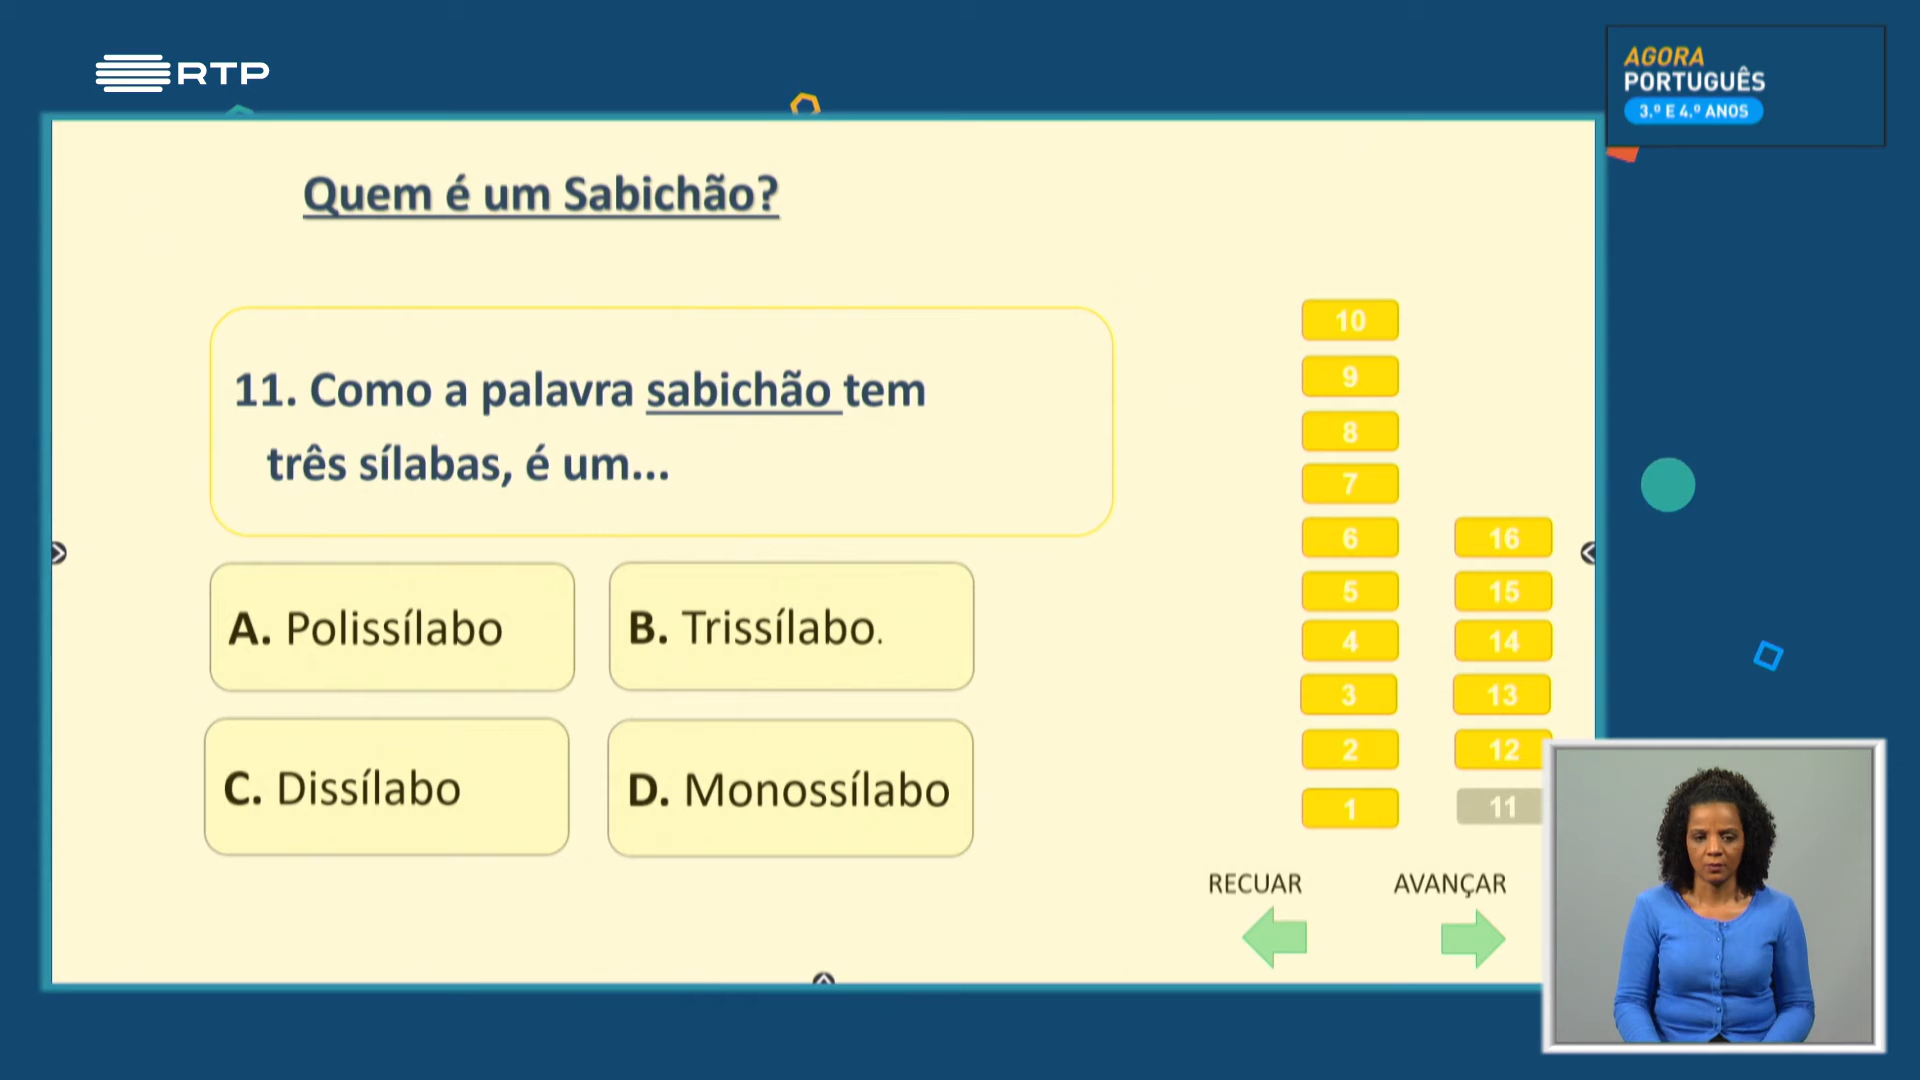 RTP
AGORA
PORTUGUÊS
3.º E 4.º ANOS
Quem é um Sabichão?
11. Como a palavra sabichão tem
três sílabas, é um...
A. Polissílabo
B. Trissílabo.
C. Dissílabo
D. Monossílabo
10
9
8
7
6
5
4
3
2
1
16
15
14
13
12
11
RECUAR
AVANÇAR